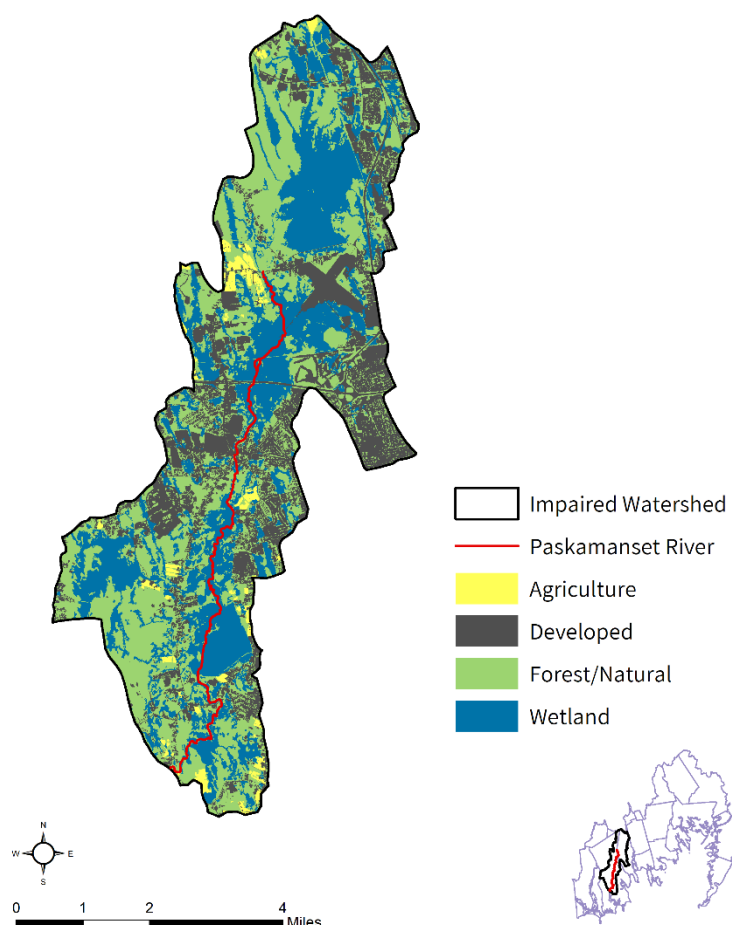 Impaired Watershed
Paskamanset River
Agriculture
Developed
Forest/Natural
Wetland
N
W E
S
0 1 2 4
Miles